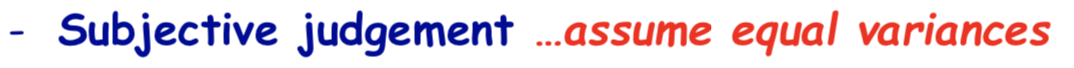 - Subjective judgement ...assume equal variances